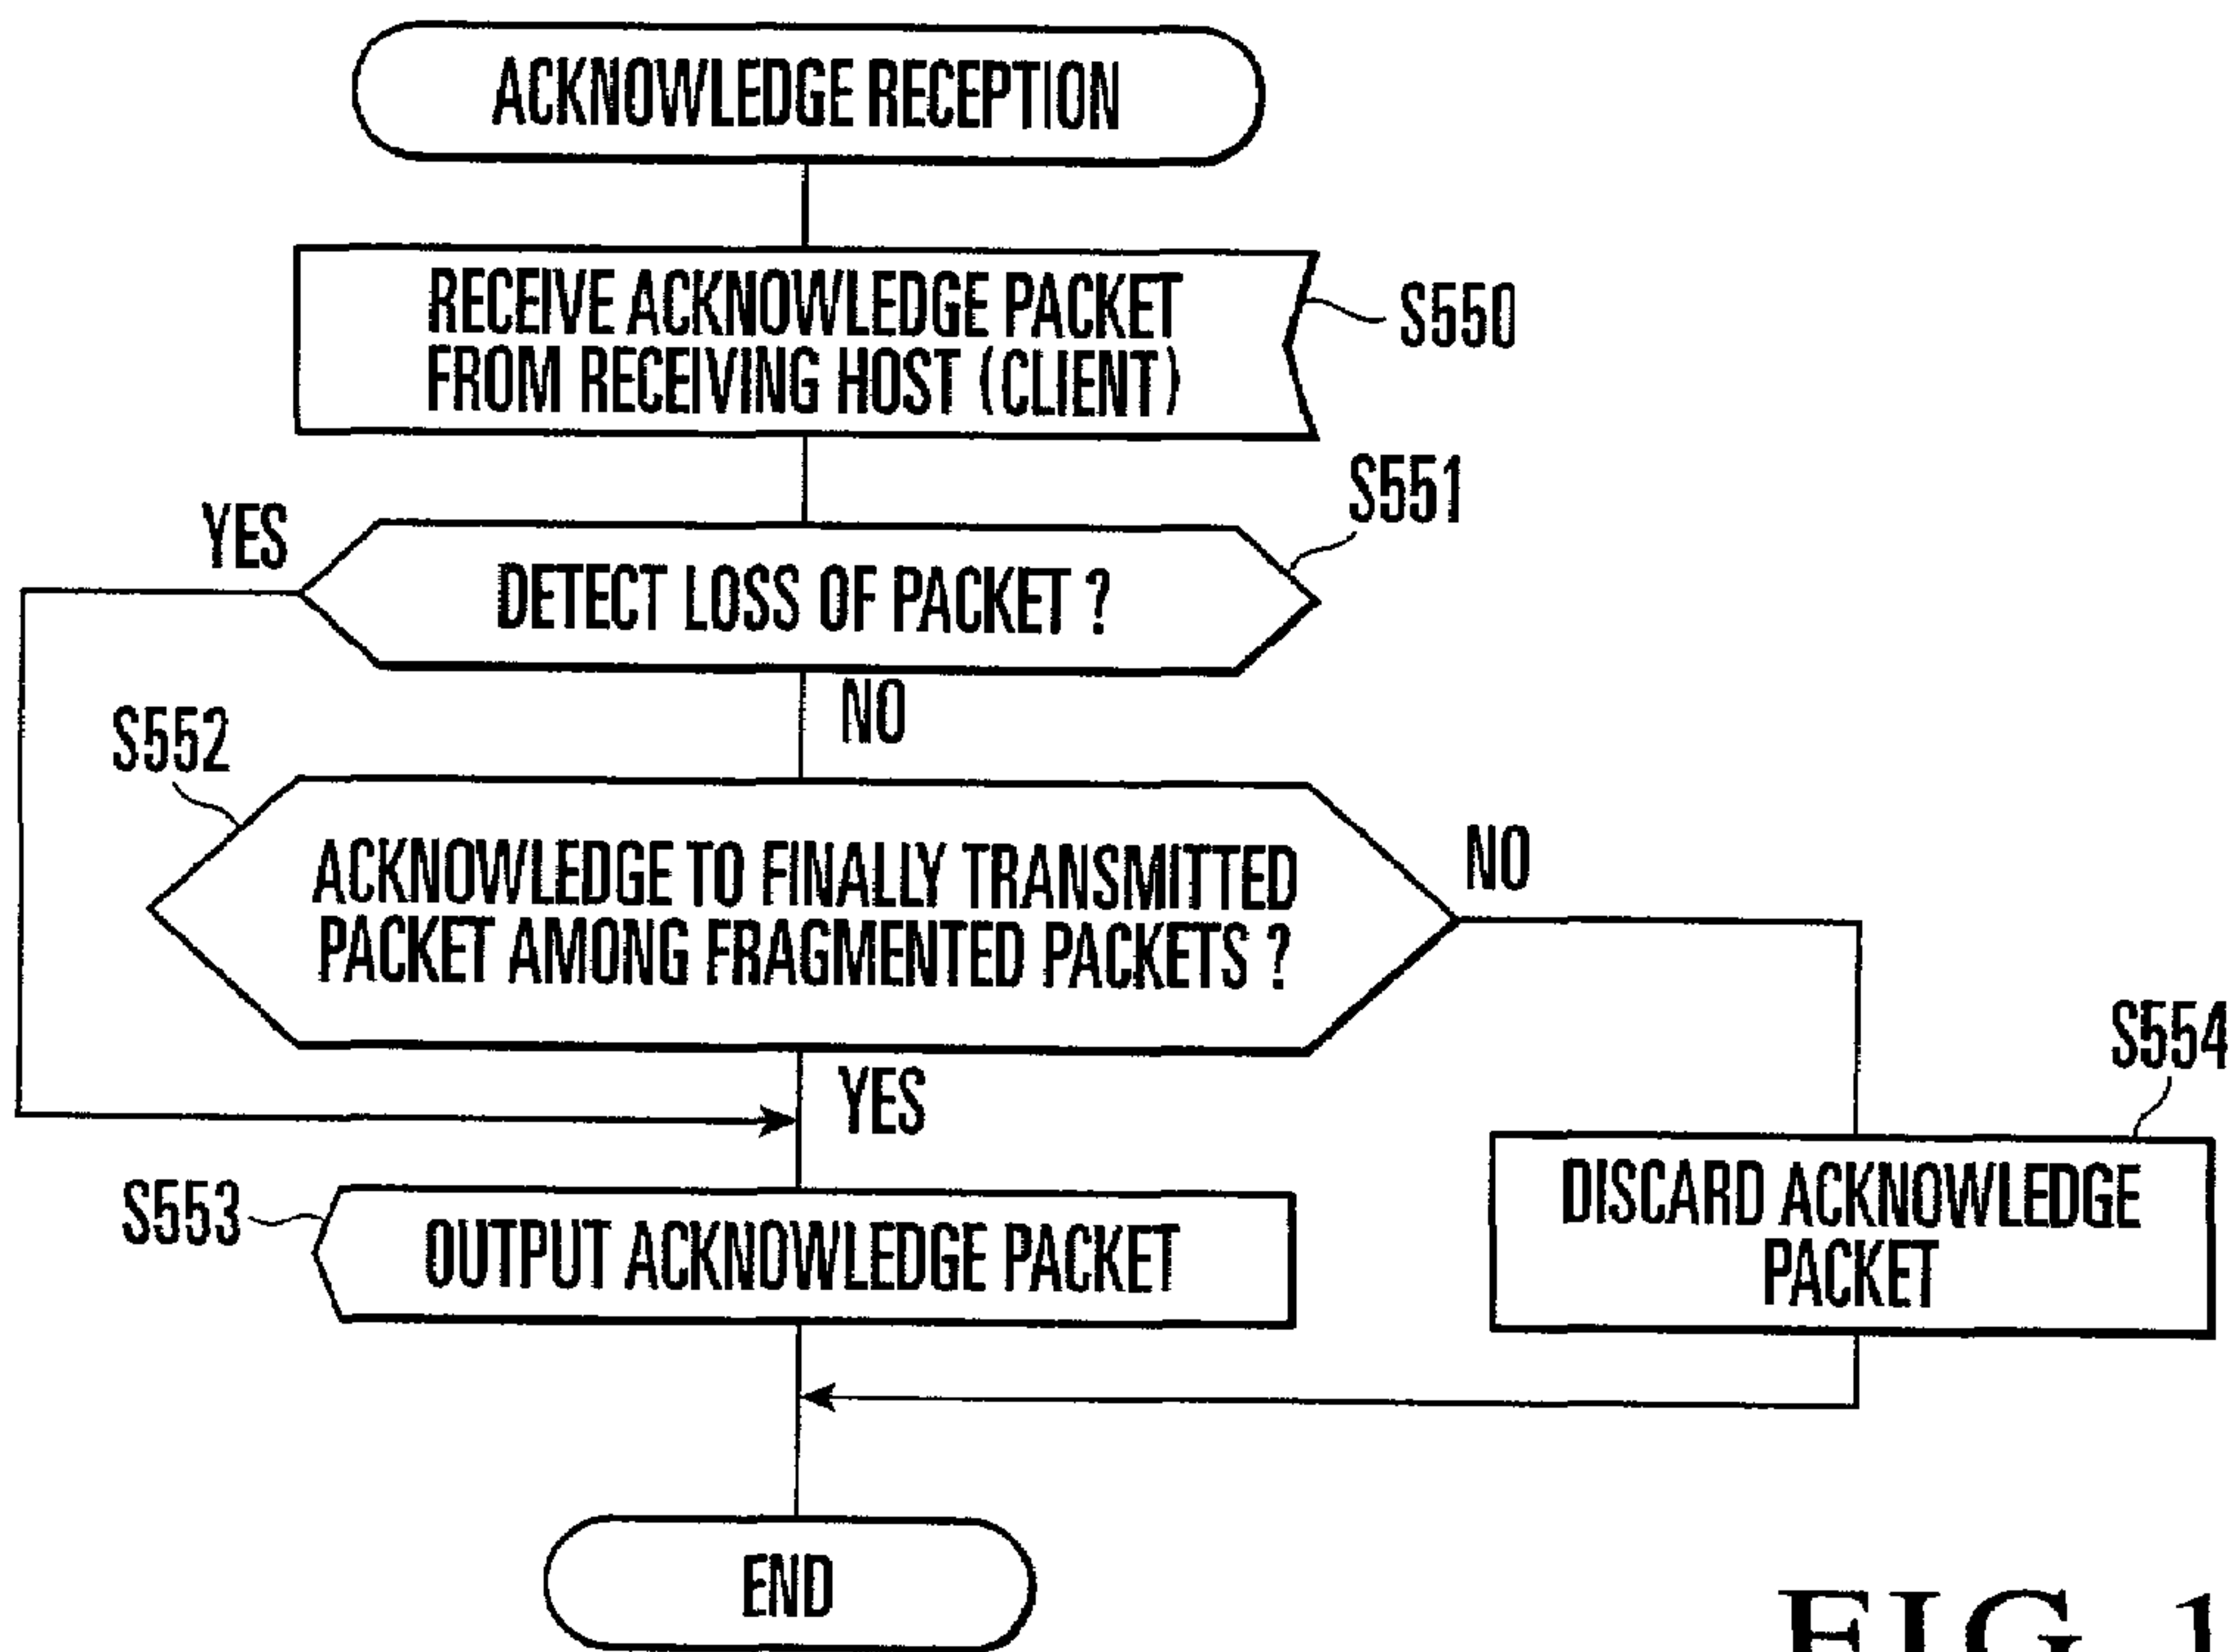 ACKNOWLEDGE RECEPTION
RECEIVE ACKNOWLEDGE PACKET
FROM RECEIVING HOST (CLIENT)
S550
S551
YES
DETECT LOSS OF PACKET ?
NO
S552
ACKNOWLEDGE TO FINALLY TRANSMITTED
PACKET AMONG FRAGMENTED PACKETS ?
NO
S554
YES
S553
OUTPUT ACKNOWLEDGE PACKET
DISCARD ACKNOWLEDGE
PACKET
END